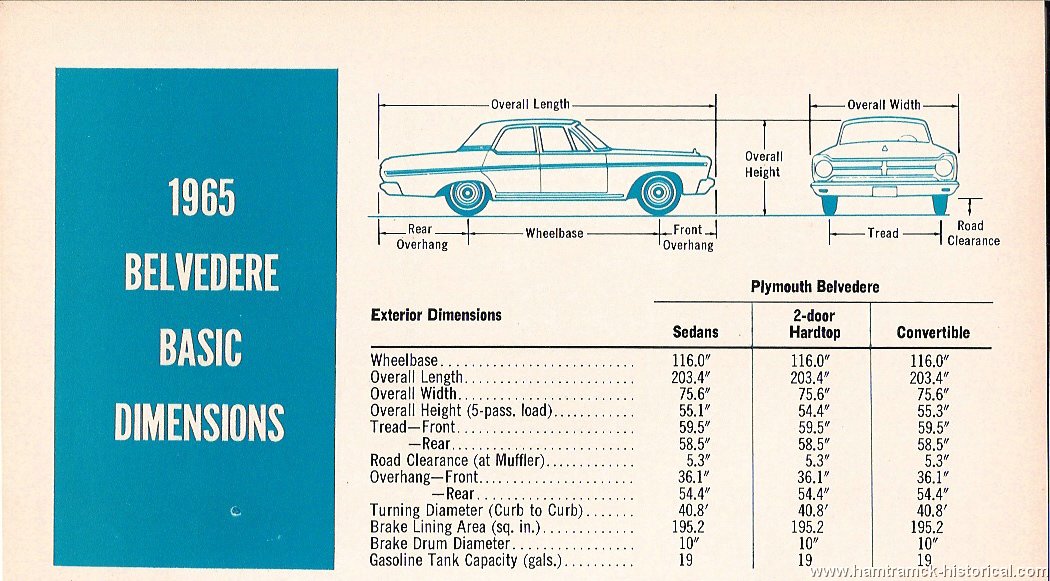 1965
BELVEDERE
BASIC
DIMENSIONS
Overall Length
Overall Width
Overall
Height
Rear
Overhang
Wheelbase
Front
Overhang
Tread
Road
Clearance
Plymouth Belvedere
Exterior Dimensions
Sedans
2-door
Hardtop
Convertible
Wheelbase........................... 116.0″ 116.0″ 116.0″
Overall Length........................ 203.4″ 203.4″ 203.4″
Overall Width......................... 75.6″ 75.6″ 75.6″
Overall Height (5-pass. load)............ 55.1″ 54.4″ 55.3″
Tread—Front......................... 59.5″ 59.5″ 59.5″
—Rear.......................... 58.5″ 58.5″ 58.5″
Road Clearance (at Muffler)............. 5.3″ 5.3″ 5.3″
Overhang—Front...................... 36.1″ 36.1″ 36.1″
—Rear....................... 54.4″ 54.4″ 54.4″
Turning Diameter (Curb to Curb)....... 40.8′ 40.8′ 40.8′
Brake Lining Area (sq. in.)............. 195.2 195.2 195.2
Brake Drum Diameter.................. 10″ 10″ 10″
Gasoline Tank Capacity (gals.).......... 19 19 19
www.hamtramck-historical.com